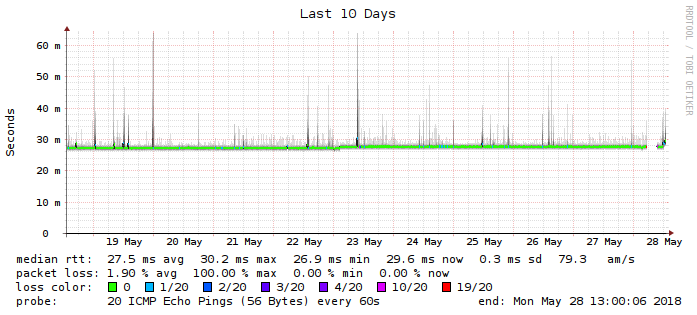 Last 10 Days
RRDTOOL / TOBI OETIKER
Seconds
60 m
50 m
40 m
30 m
20 m
10 m
0
19 May 20 May 21 May 22 May 23 May 24 May 25 May 26 May 27 May 28 May
median rtt: 27.5 ms avg 30.2 ms max 26.9 ms min 29.6 ms now 0.3 ms sd 79.3 am/s
packet loss: 1.90 % avg 100.00 % max 0.00 % min 0.00 % now
loss color: 0 1/20 2/20 3/20 4/20 10/20 19/20
probe: 20 ICMP Echo Pings (56 Bytes) every 60s end: Mon May 28 13:00:06 2018